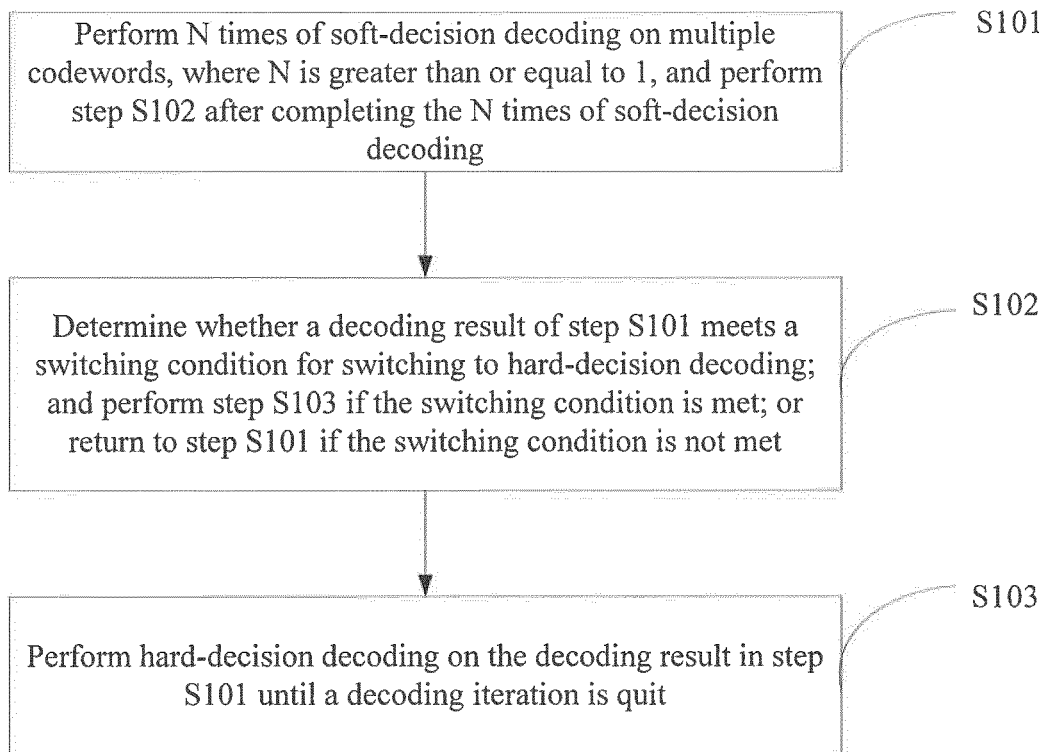 S101
Perform N times of soft-decision decoding on multiple
codewords, where N is greater than or equal to 1, and perform
step S102 after completing the N times of soft-decision
decoding
S102
Determine whether a decoding result of step S101 meets a
switching condition for switching to hard-decision decoding;
and perform step S103 if the switching condition is met; or
return to step S101 if the switching condition is not met
S103
Perform hard-decision decoding on the decoding result in step
S101 until a decoding iteration is quit